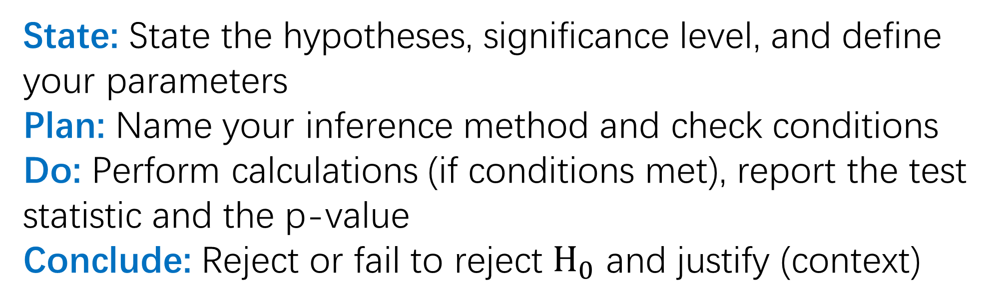 State: State the hypotheses, significance level, and define
your parameters
Plan: Name your inference method and check conditions
Do: Perform calculations (if conditions met), report the test
statistic and the p-value
Conclude: Reject or fail to reject H₀ and justify (context)